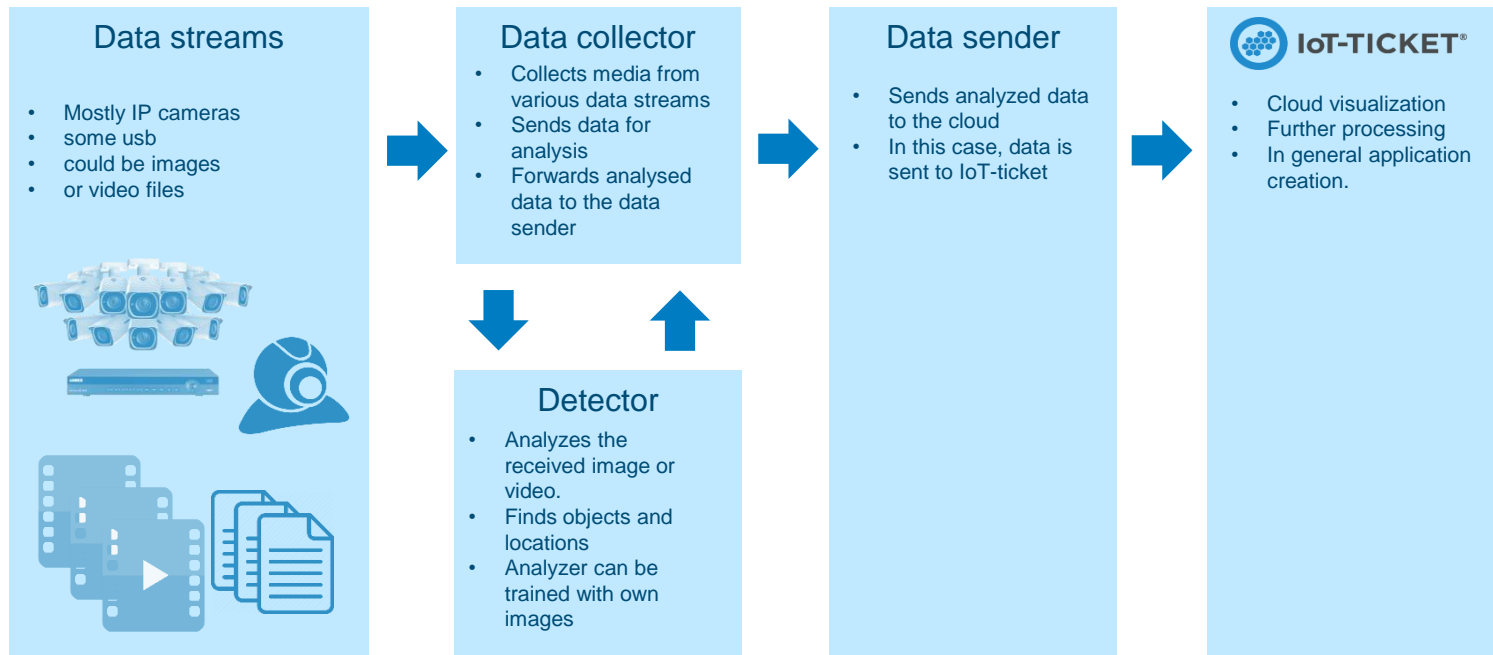 Data streams
• Mostly IP cameras
• some usb
• could be images
• or video files
Data collector
• Collects media from
various data streams
• Sends data for
analysis
• Forwards analysed
data to the data
sender
Detector
• Analyzes the
received image or
video.
• Finds objects and
locations
• Analyzer can be
trained with own
images
Data sender
• Sends analyzed data
to the cloud
• In this case, data is
sent to IoT-ticket
IoT-TICKET®
• Cloud visualization
• Further processing
• In general application
creation.